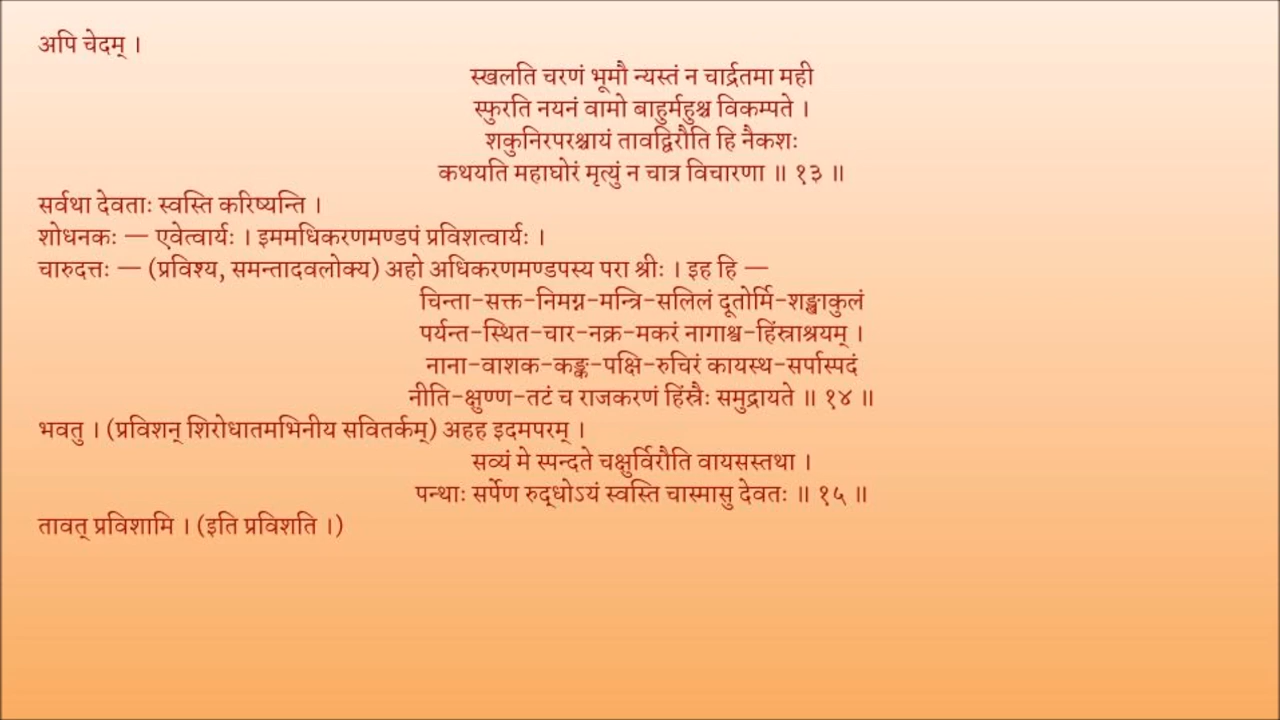 अपि चेदम् ।
स्खलति चरणं भूमौ न्यस्तं न चार्द्रतमा मही
स्फुरति नयनं वामो बाहुर्महुश्च विकम्पते ।
शकुनिरपरश्चायं तावद्विरौति हि नैकशः
कथयति महाघोरं मृत्युं न चात्र विचारणा ॥ १३ ॥
सर्वथा देवताः स्वस्ति करिष्यन्ति ।
शोधनकः — एवेत्वार्यः । इममधिकरणमण्डपं प्रविशत्वार्यः ।
चारुदत्तः — (प्रविश्य, समन्तादवलोक्य) अहो अधिकरणमण्डपस्य परा श्रीः । इह हि —
चिन्ता-सक्त-निमग्न-मन्त्रि-सलिलं दूतोर्मि-शङ्खाकुलं
पर्यन्त-स्थित-चार-नक्र-मकरं नागाश्व-हिंस्राश्रयम् ।
नाना-वाशक-कङ्क-पक्षि-रुचिरं कायस्थ-सर्पास्पदं
नीति-क्षुण्ण-तटं च राजकरणं हिंस्रैः समुद्रायते ॥ १४ ॥
भवतु । (प्रविशन् शिरोधातमभिनीय सवितर्कम्) अहह इदमपरम् ।
सव्यं मे स्पन्दते चक्षुर्विरौति वायसस्तथा ।
पन्थाः सर्पेण रुद्धोऽयं स्वस्ति चास्मासु देवतः ॥ १५ ॥
तावत् प्रविशामि । (इति प्रविशति ।)